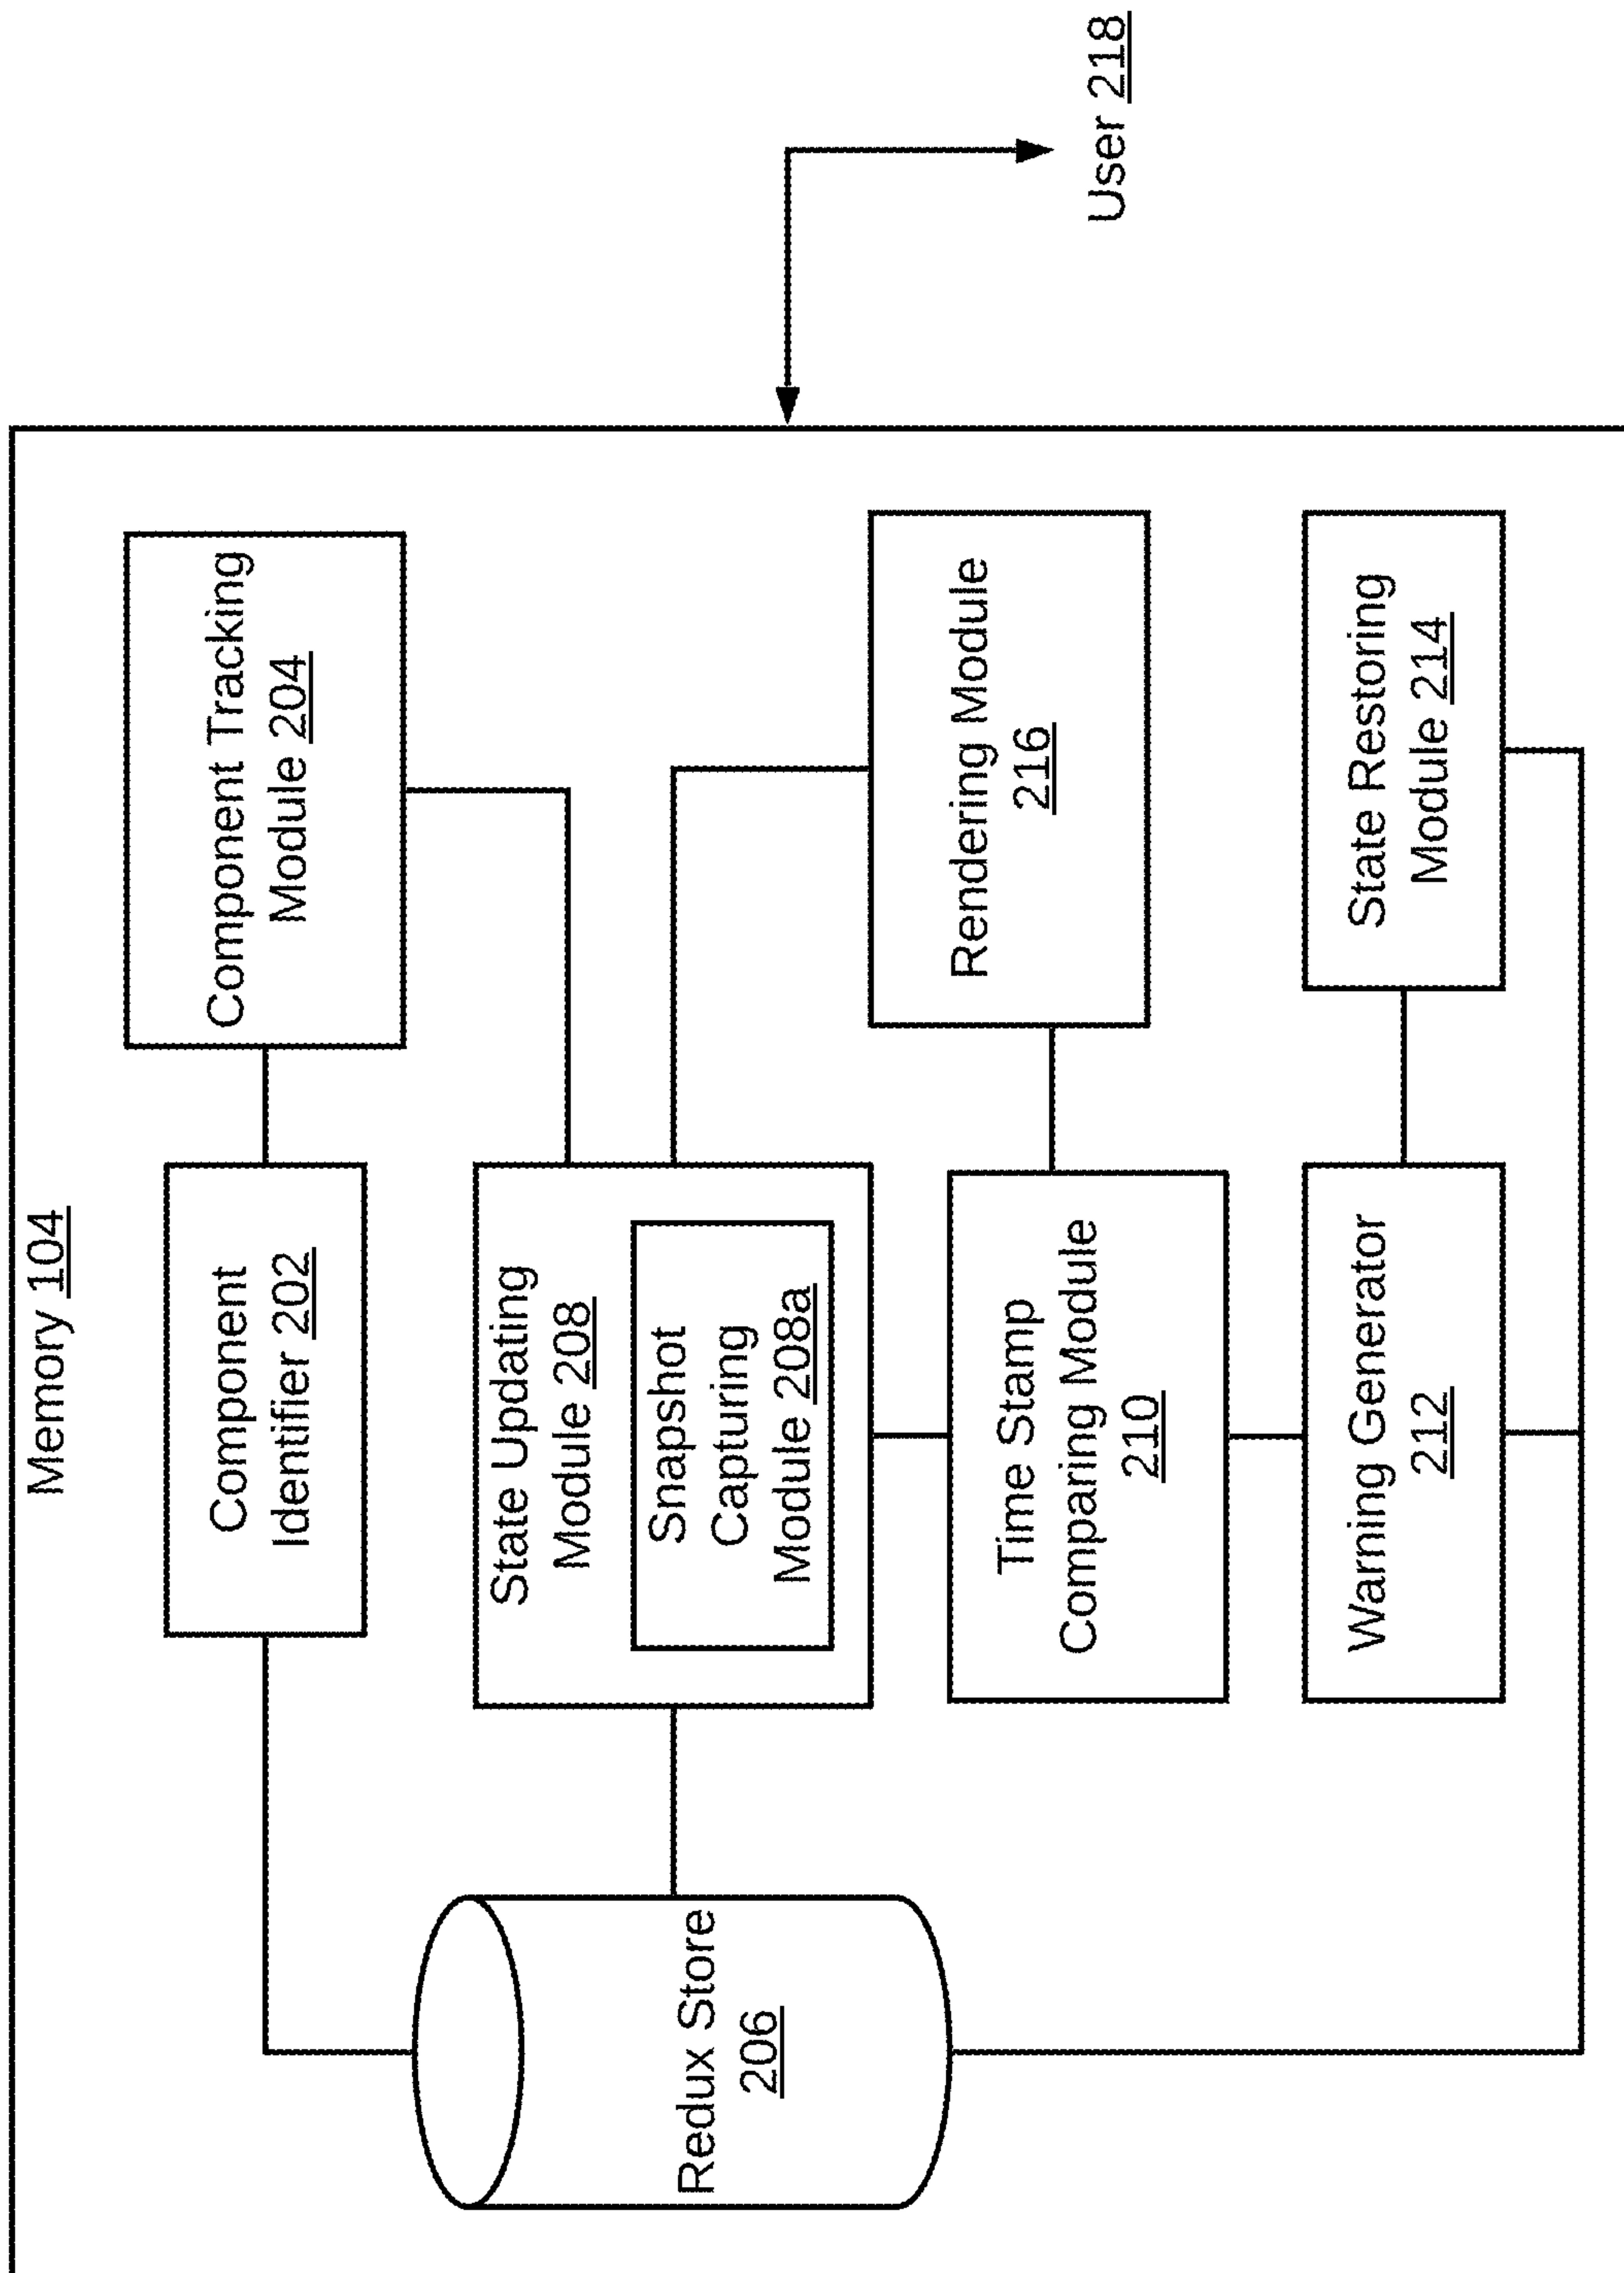 Memory 104
Component
Identifier 202
Component Tracking
Module 204
Redux Store
206
State Updating
Module 208
Snapshot
Capturing
Module 208a
Rendering Module
216
Time Stamp
Comparing Module
210
Warning Generator
212
State Restoring
Module 214
User 218